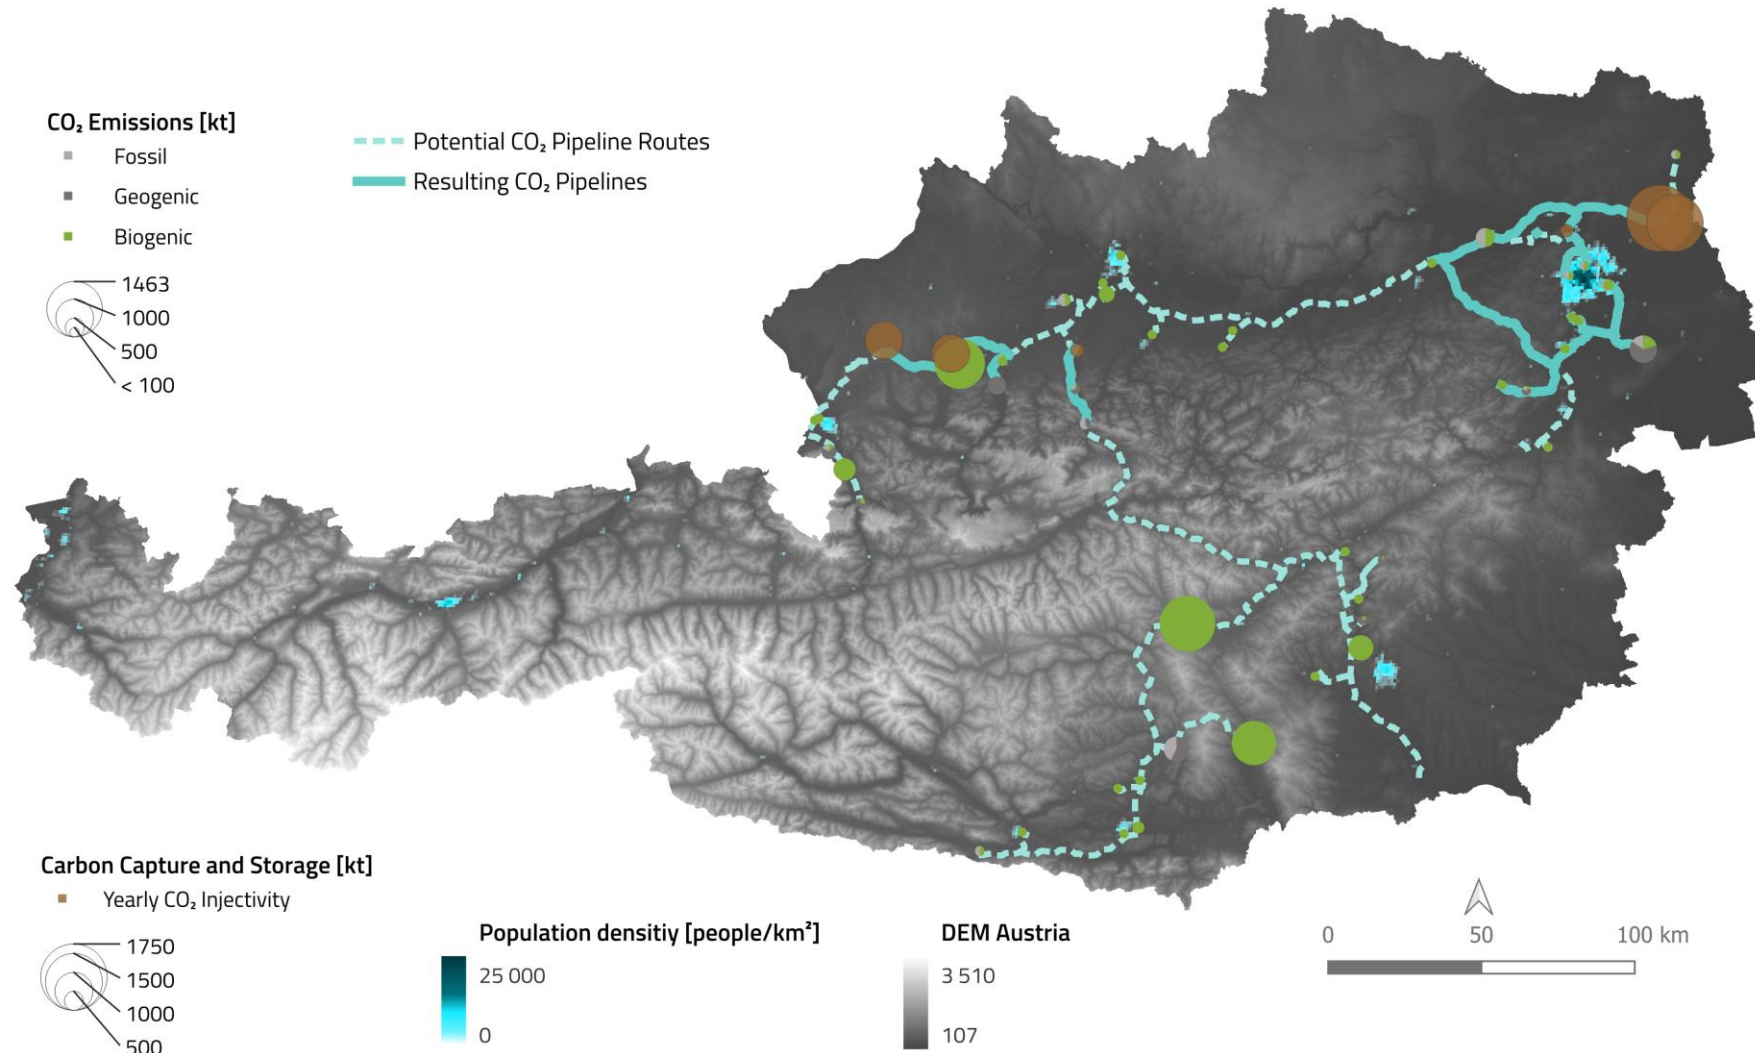 CO₂ Emissions [kt]
Fossil
Geogenic
Biogenic
1463
1000
500
< 100
Potential CO₂ Pipeline Routes
Resulting CO₂ Pipelines
Carbon Capture and Storage [kt]
Yearly CO₂ Injectivity
1750
1500
1000
500
Population densitiy [people/km²]
25 000
0
DEM Austria
3 510
107
0 50 100 km